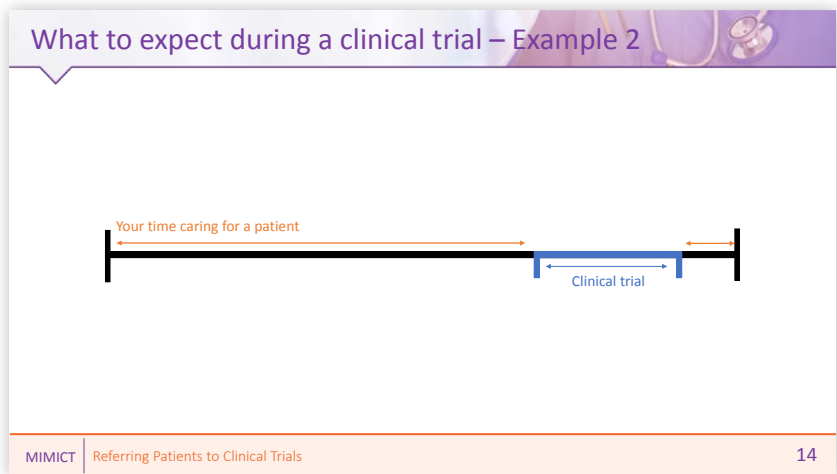 What to expect during a clinical trial – Example 2
Your time caring for a patient
Clinical trial
MIMICT
Referring Patients to Clinical Trials
14